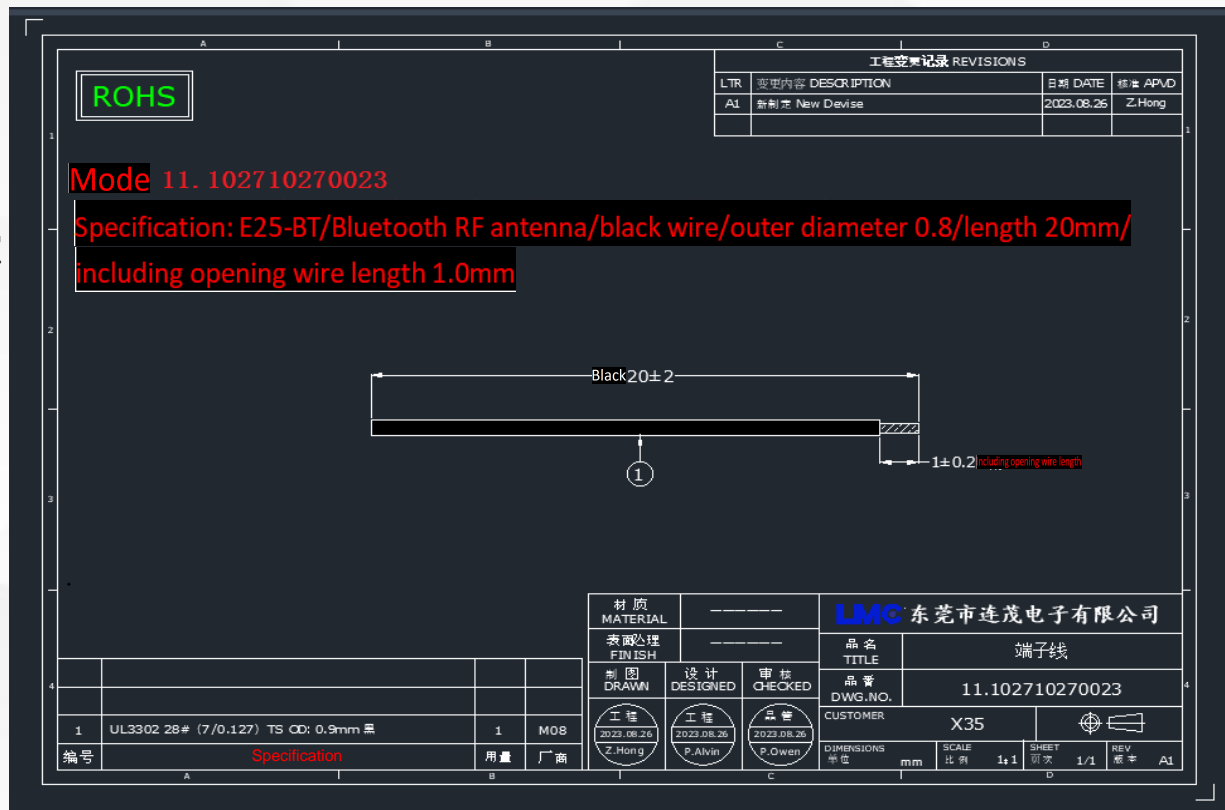 A B C D
工程变更记录 REVISIONS
LTR 变更内容 DESCRIPTION 日期 DATE 核准 APVD
A1 新制定 New Devise 2023.08.26 Z.Hong
ROHS
1 1
Mode 11.102710270023
Specification: E25-BT/Bluetooth RF antenna/black wire/outer diameter 0.8/length 20mm/
including opening wire length 1.0mm
2 2
Black 20±2
1±0.2 including opening wire length
1
3 3
材质 MATERIAL ——————
LMC 东莞市连茂电子有限公司
表面处理 FINISH ——————
品名 TITLE 端子线
制图 DRAWN 设计 DESIGNED 审核 CHECKED
4 4
品番 DWG.NO. 11.102710270023
工程 2023.08.26 Z.Hong
工程 2023.08.26 P.Alvin
品管 2023.08.26 P.Owen
CUSTOMER X35
1 UL3302 28# (7/0.127) TS OD: 0.9mm 黑 1 M08
编号 Specification 用量 厂商
DIMENSIONS 单位 mm
SCALE 比例 1:1
SHEET 页次 1/1
REV 版本 A1
A B C D